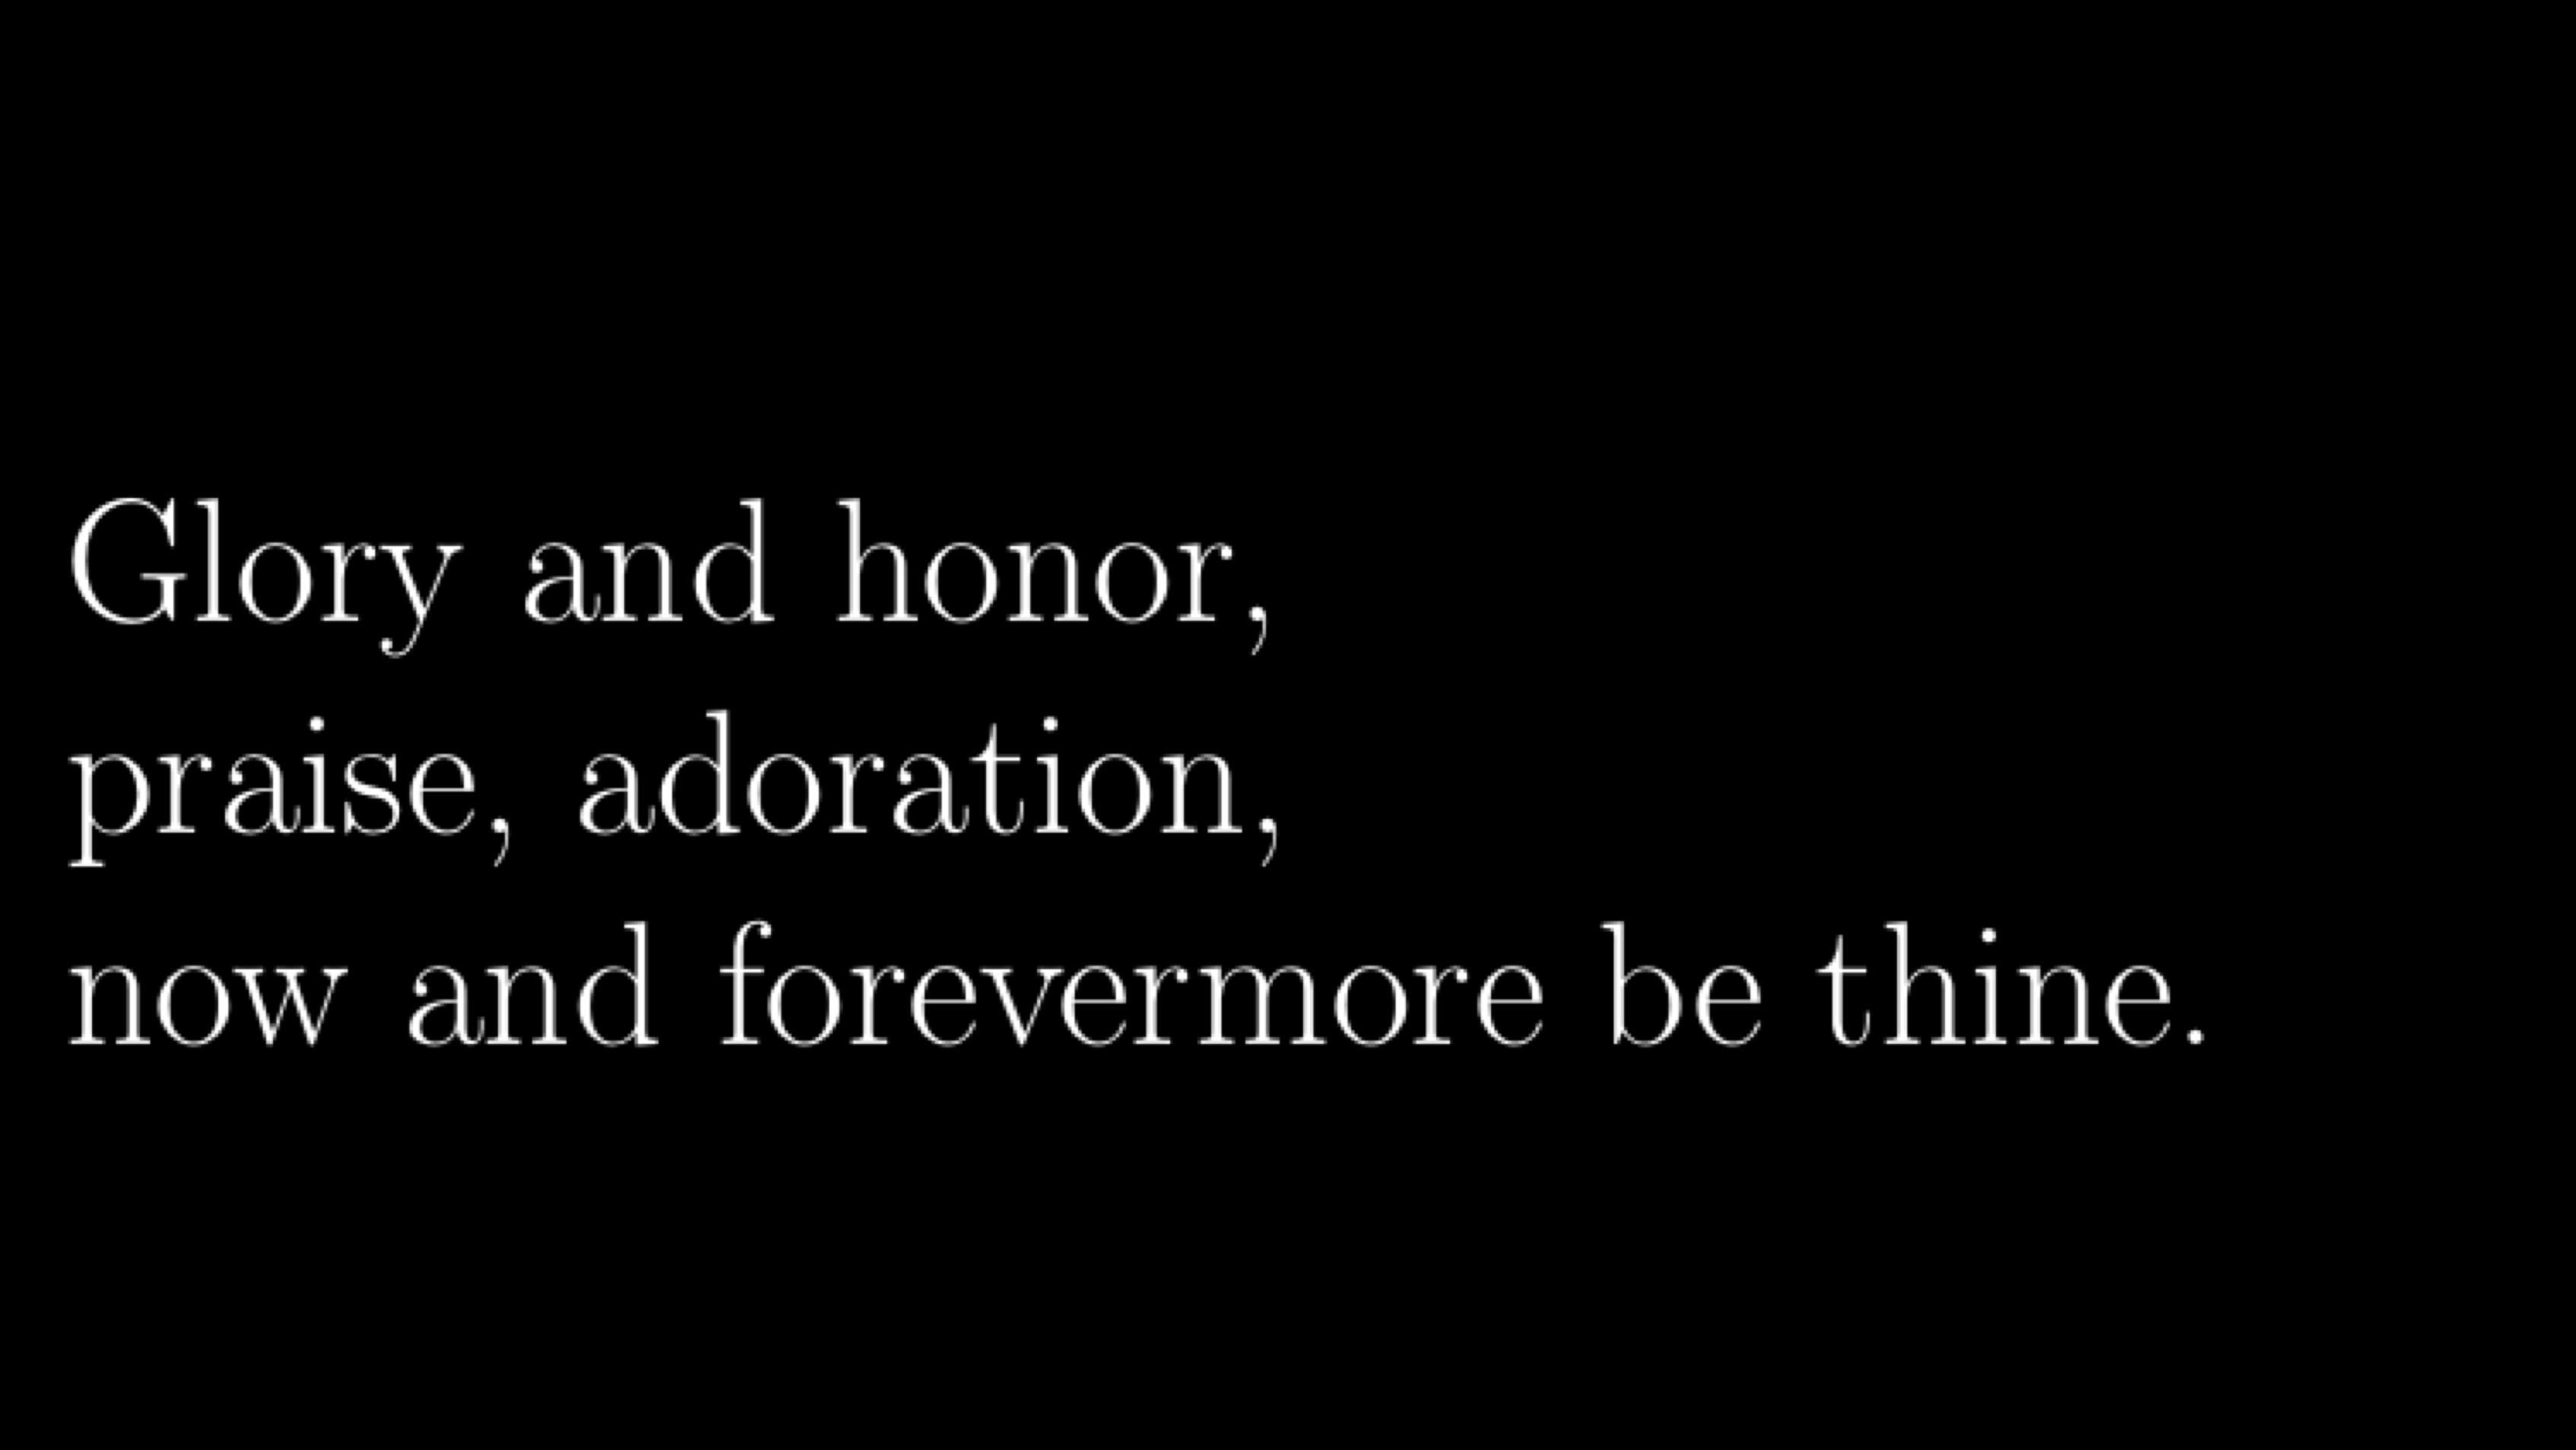 Glory and honor,
praise, adoration,
now and forevermore be thine.